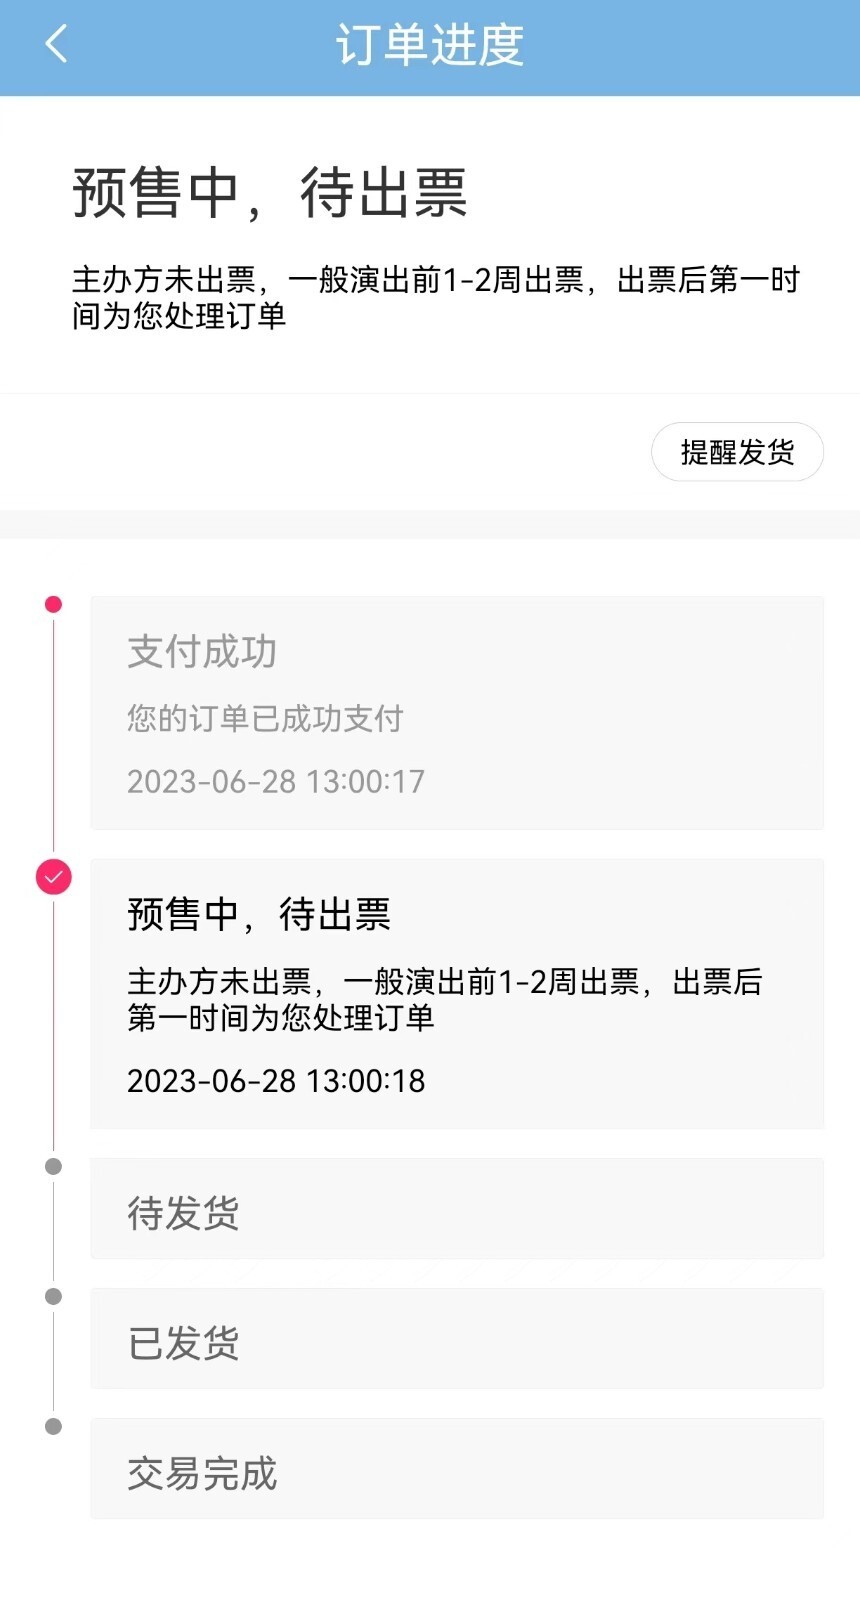 订单进度
预售中，待出票
主办方未出票，一般演出前1-2周出票，出票后第一时
间为您处理订单
提醒发货
支付成功
您的订单已成功支付
2023-06-28 13:00:17
预售中，待出票
主办方未出票，一般演出前1-2周出票，出票后
第一时间为您处理订单
2023-06-28 13:00:18
待发货
已发货
交易完成